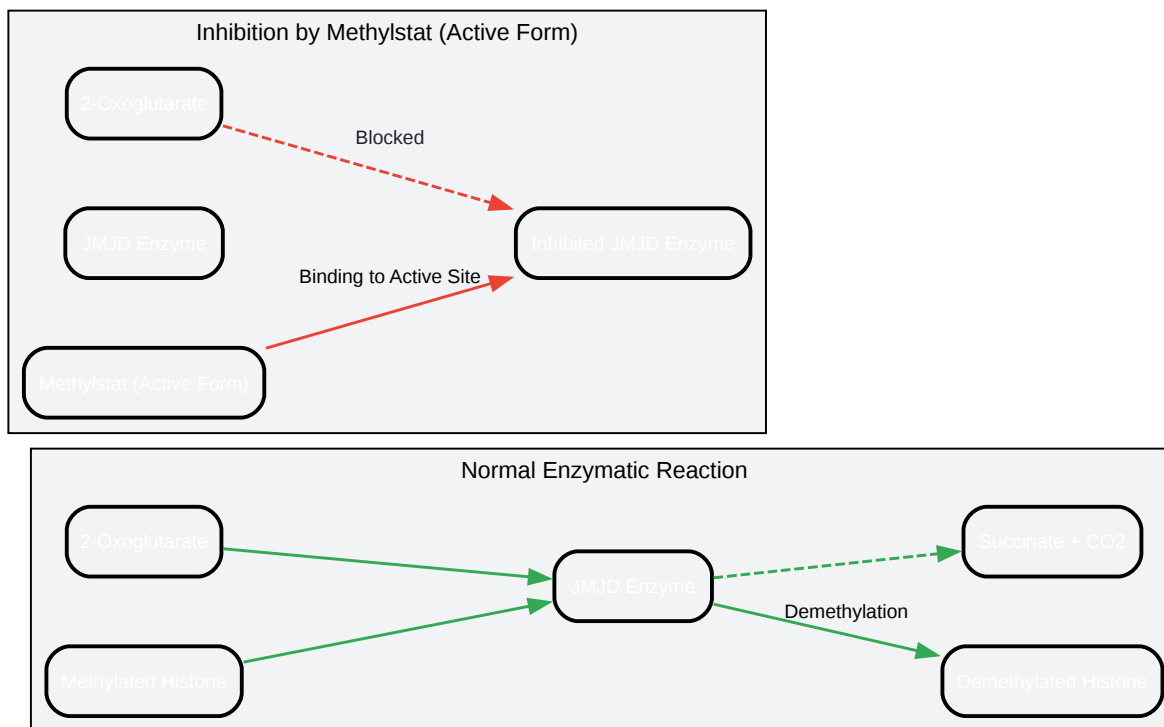 Inhibition by Methylstat (Active Form)
2-Oxoglutarate
Blocked
JMJD Enzyme
Inhibited JMJD Enzyme
Binding to Active Site
Methylstat (Active Form)
Normal Enzymatic Reaction
2-Oxoglutarate
Succinate + CO2
JMJD Enzyme
Demethylation
Methylated Histone
Demethylated Histone